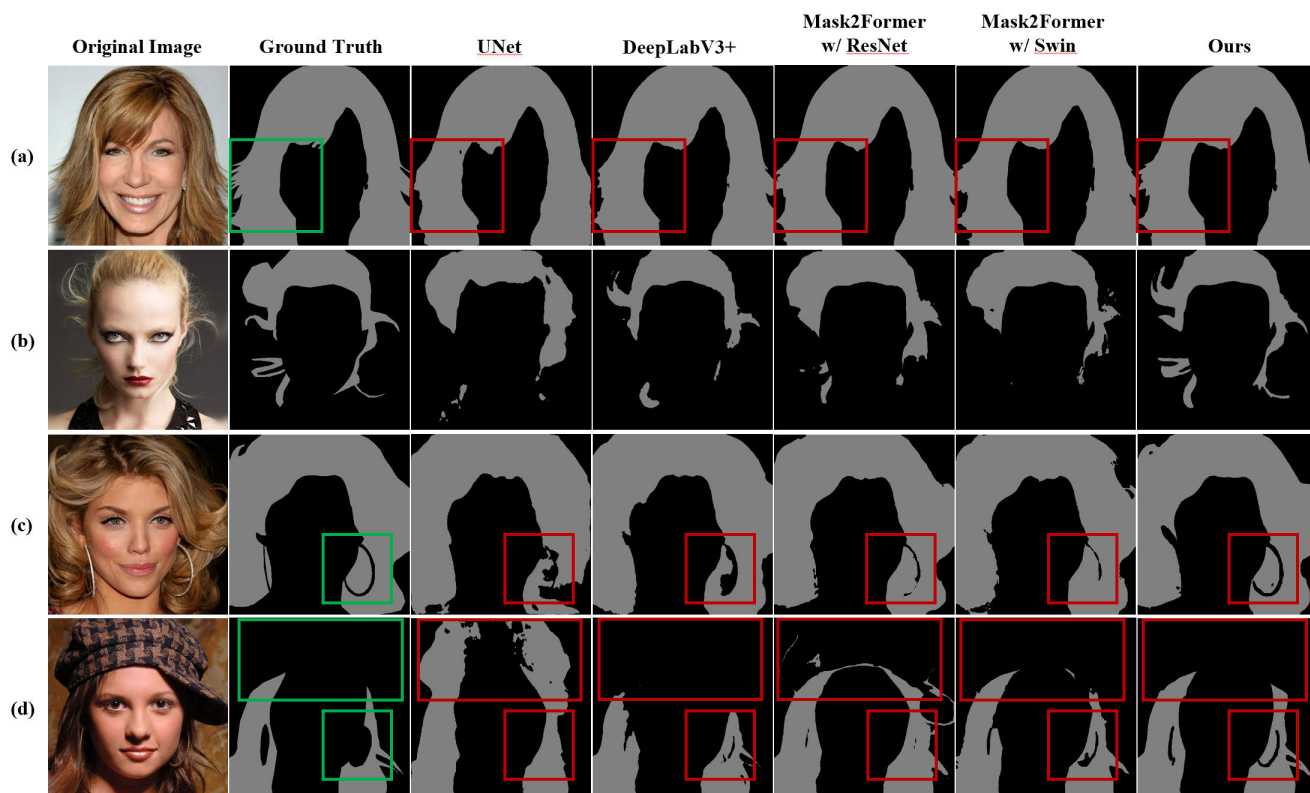 Original Image
Ground Truth
UNet
DeepLabV3+
Mask2Former
w/ ResNet
Mask2Former
w/ Swin
Ours
(a)
(b)
(c)
(d)